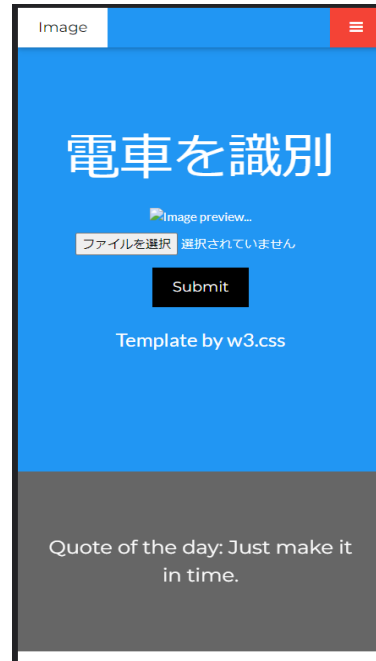 Image
電車を識別
Image preview...
ファイルを選択 選択されていません
Submit
Template by w3.css
Quote of the day: Just make it
in time.